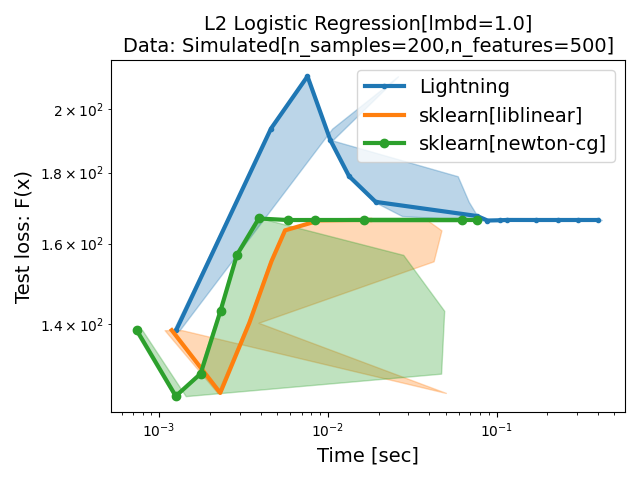 L2 Logistic Regression[lmbd=1.0]
Data: Simulated[n_samples=200,n_features=500]
Lightning
sklearn[liblinear]
sklearn[newton-cg]
Test loss: F(x)
2 × 10²
1.8 × 10²
1.6 × 10²
1.4 × 10²
10⁻³
10⁻²
10⁻¹
Time [sec]